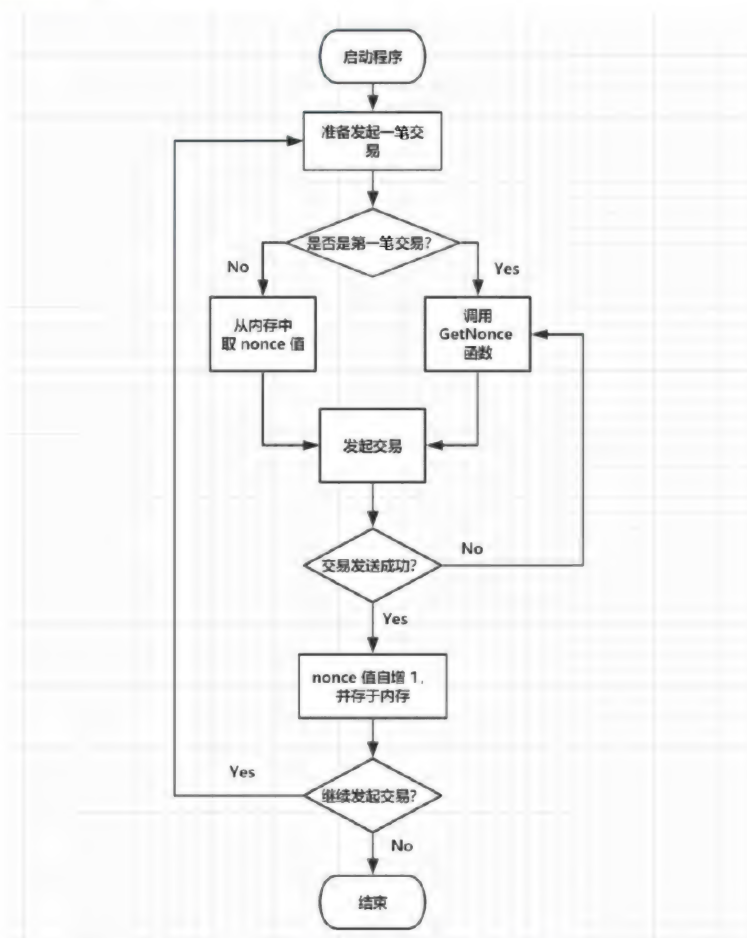 启动程序
准备发起一笔交
易
是否是第一笔交易?
No
Yes
从内存中
取 nonce 值
调用
GetNonce
函数
发起交易
交易发送成功?
No
Yes
nonce 值自增 1,
并存于内存
Yes
继续发起交易?
No
结束